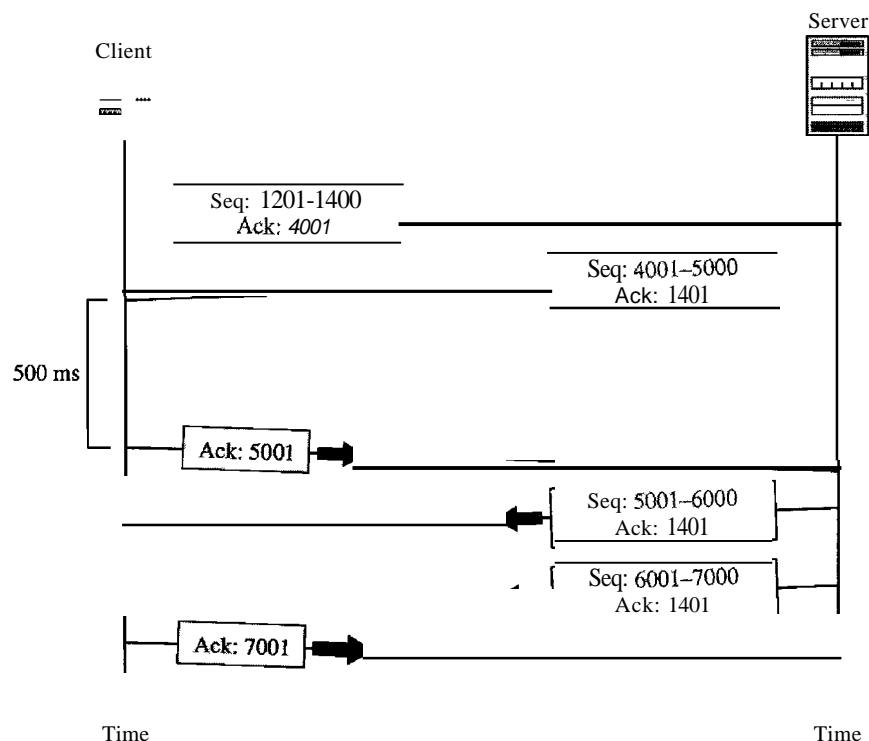 Server
Client
Seq: 1201-1400
Ack: 4001
Seq: 4001–5000
Ack: 1401
500 ms
Ack: 5001
Seq: 5001–6000
Ack: 1401
Seq: 6001–7000
Ack: 1401
Ack: 7001
Time
Time